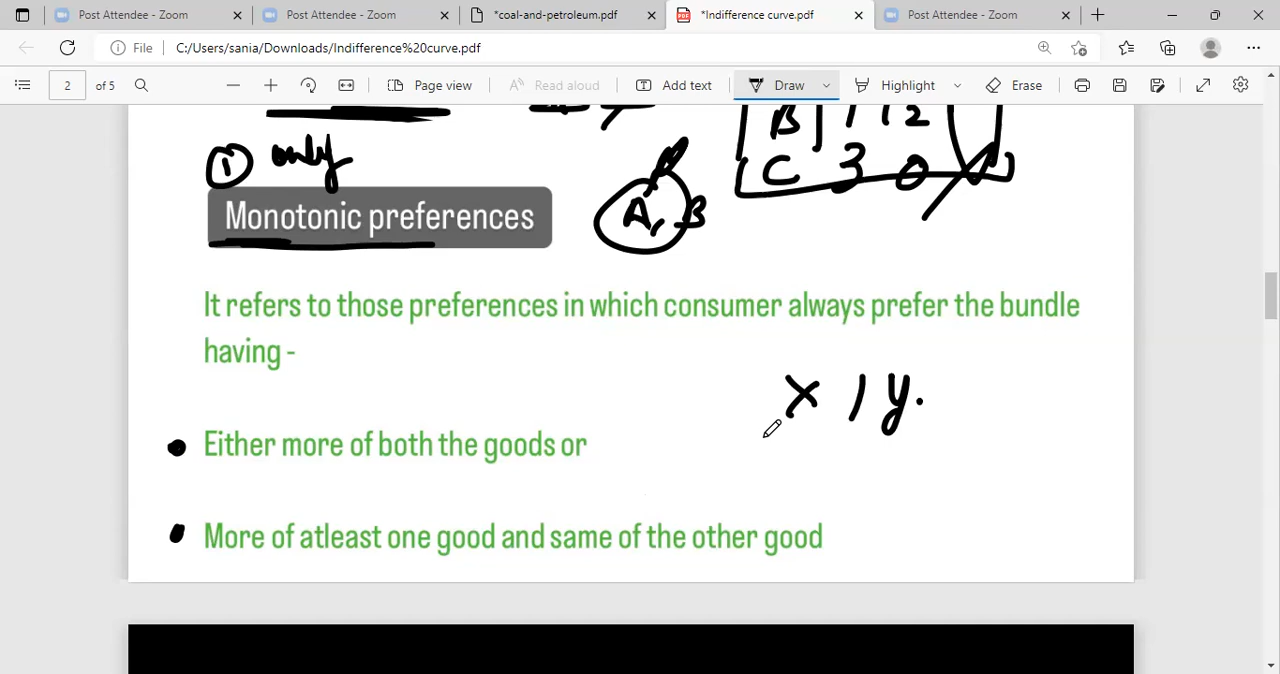 Post Attendee - Zoom
Post Attendee - Zoom
*coal-and-petroleum.pdf
*Indifference curve.pdf
Post Attendee - Zoom
File
C:/Users/sania/Downloads/Indifference%20curve.pdf
2 of 5
Page view
Read aloud
Add text
Draw
Highlight
Erase
B 1 12
C 3 0
① only
A, B
Monotonic preferences
It refers to those preferences in which consumer always prefer the bundle
having -
x , y.
Either more of both the goods or
More of atleast one good and same of the other good